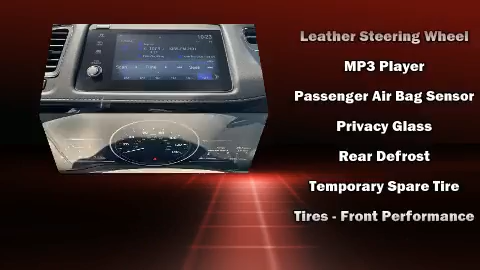 Leather Steering Wheel
MP3 Player
Passenger Air Bag Sensor
Privacy Glass
Rear Defrost
Temporary Spare Tire
Tires - Front Performance